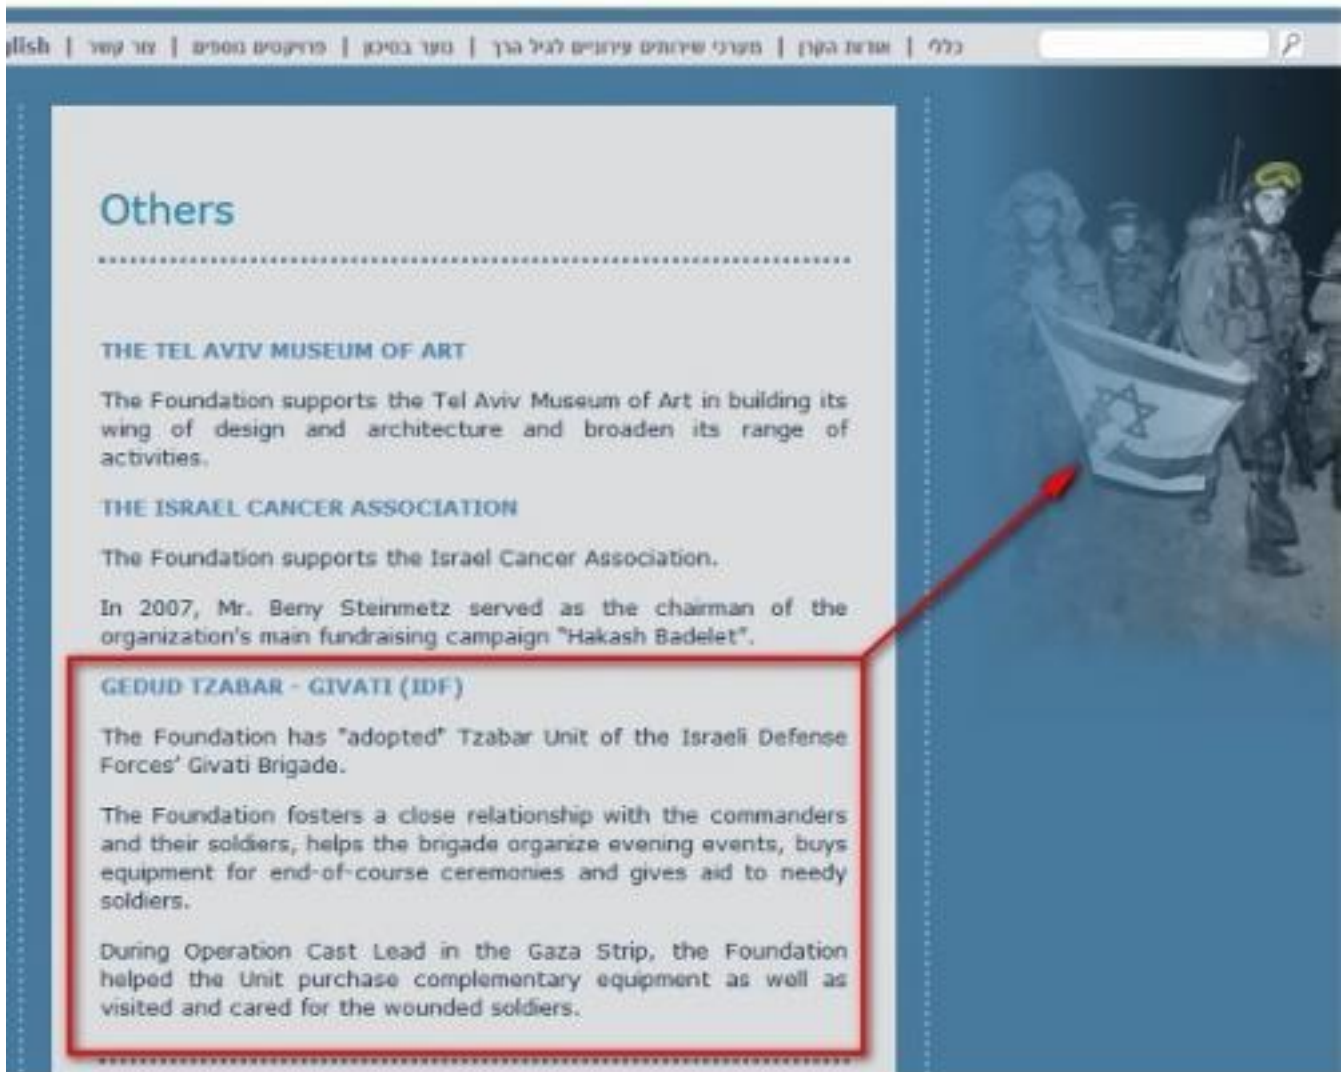 glish | צור קשר | פרויקטים נוספים | נוער בסיכון | מערכי שירותים עירוניים לגיל הרך | אודות הקרן | כללי
Others
THE TEL AVIV MUSEUM OF ART
The Foundation supports the Tel Aviv Museum of Art in building its
wing of design and architecture and broaden its range of
activities.
THE ISRAEL CANCER ASSOCIATION
The Foundation supports the Israel Cancer Association.
In 2007, Mr. Beny Steinmetz served as the chairman of the
organization's main fundraising campaign "Hakash Badelet".
GEDUD TZABAR - GIVATI (IDF)
The Foundation has "adopted" Tzabar Unit of the Israeli Defense
Forces' Givati Brigade.
The Foundation fosters a close relationship with the commanders
and their soldiers, helps the brigade organize evening events, buys
equipment for end-of-course ceremonies and gives aid to needy
soldiers.
During Operation Cast Lead in the Gaza Strip, the Foundation
helped the Unit purchase complementary equipment as well as
visited and cared for the wounded soldiers.